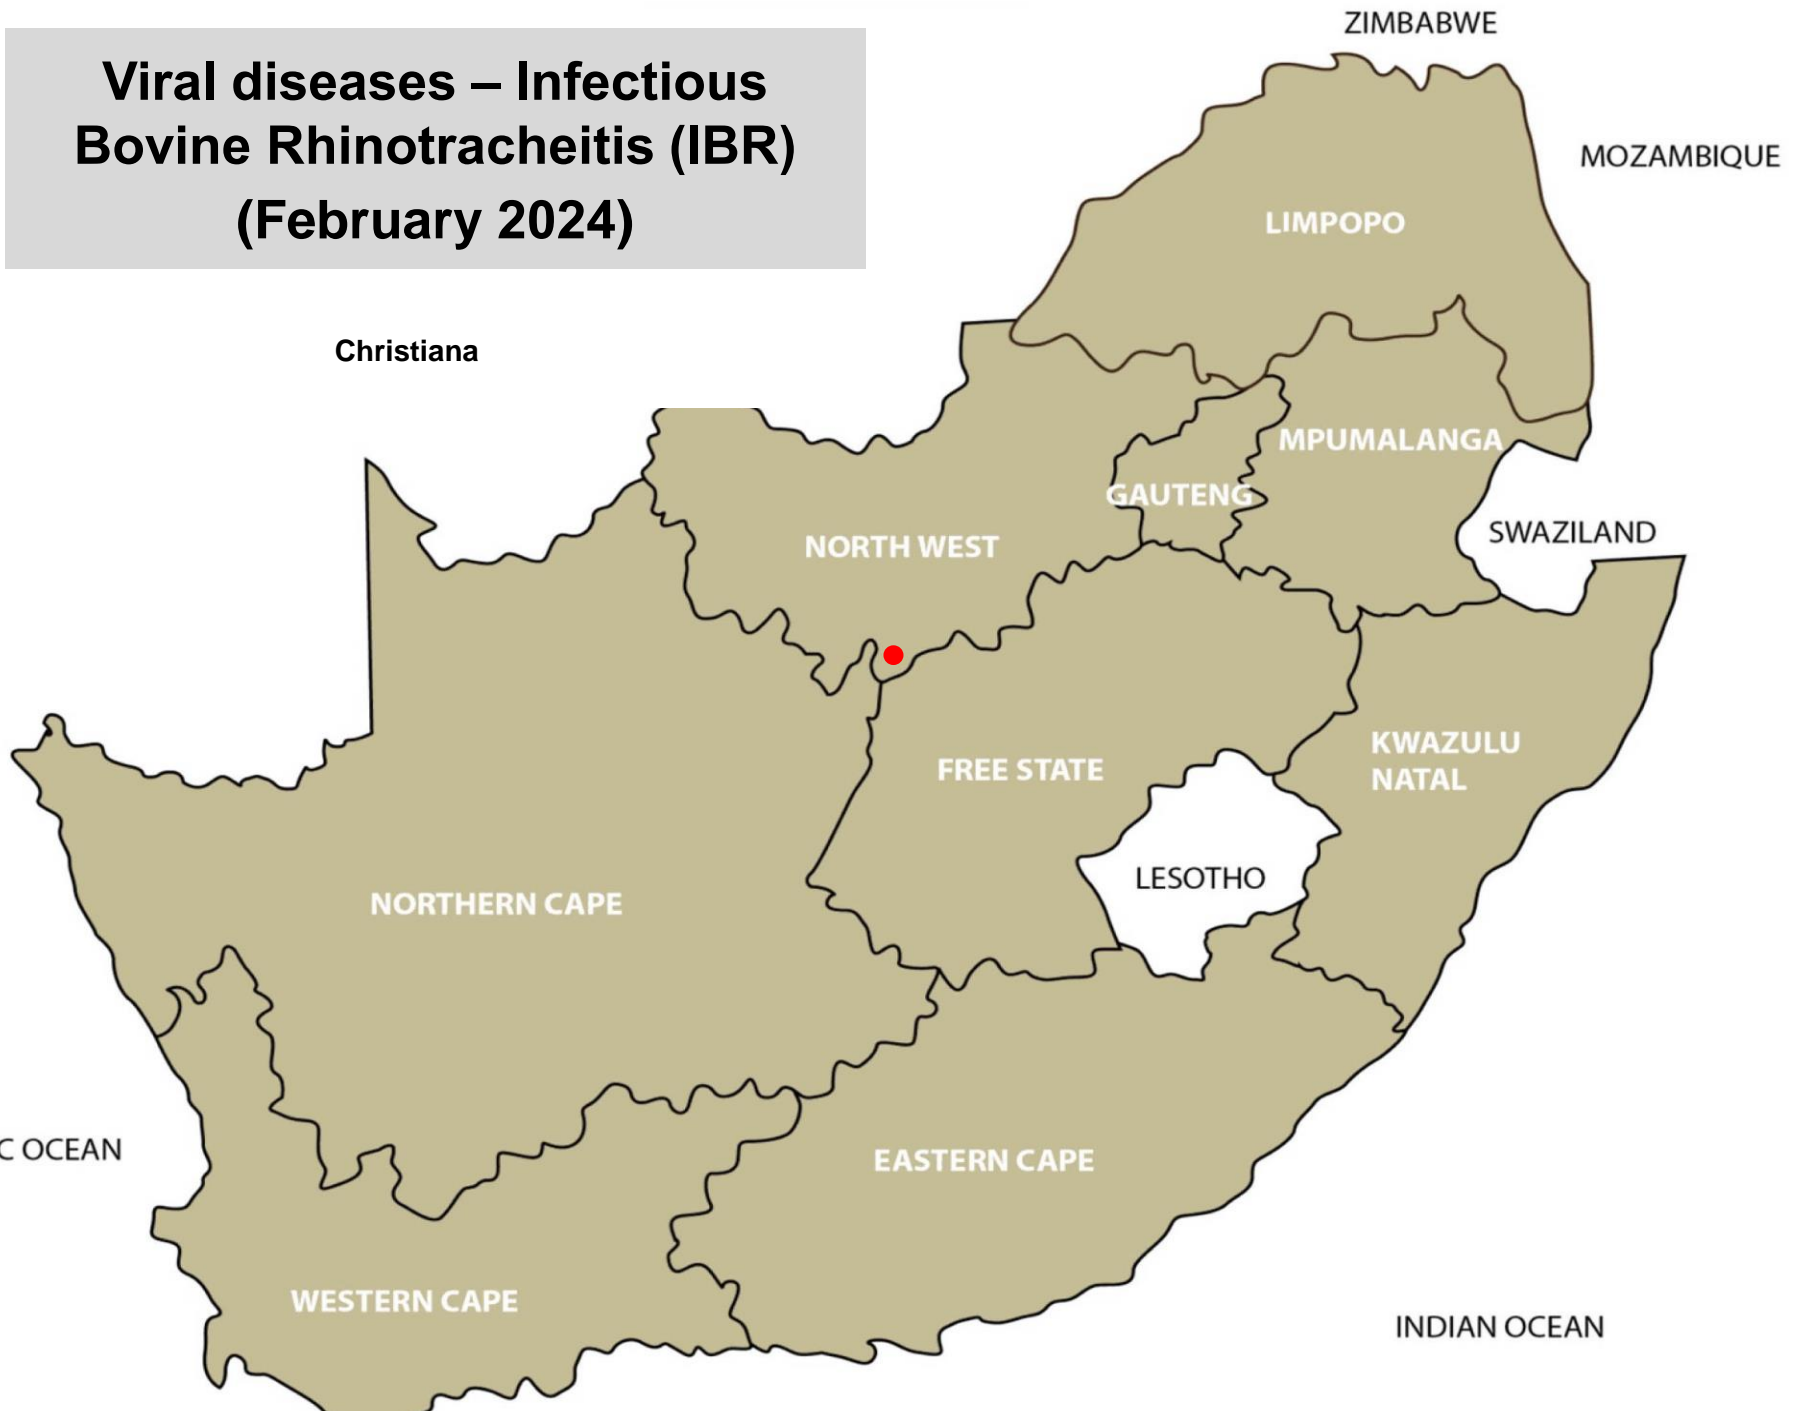 Viral diseases – Infectious
Bovine Rhinotracheitis (IBR)
(February 2024)
ZIMBABWE
MOZAMBIQUE
LIMPOPO
Christiana
MPUMALANGA
GAUTENG
SWAZILAND
NORTH WEST
KWAZULU
NATAL
FREE STATE
LESOTHO
NORTHERN CAPE
C OCEAN
EASTERN CAPE
WESTERN CAPE
INDIAN OCEAN